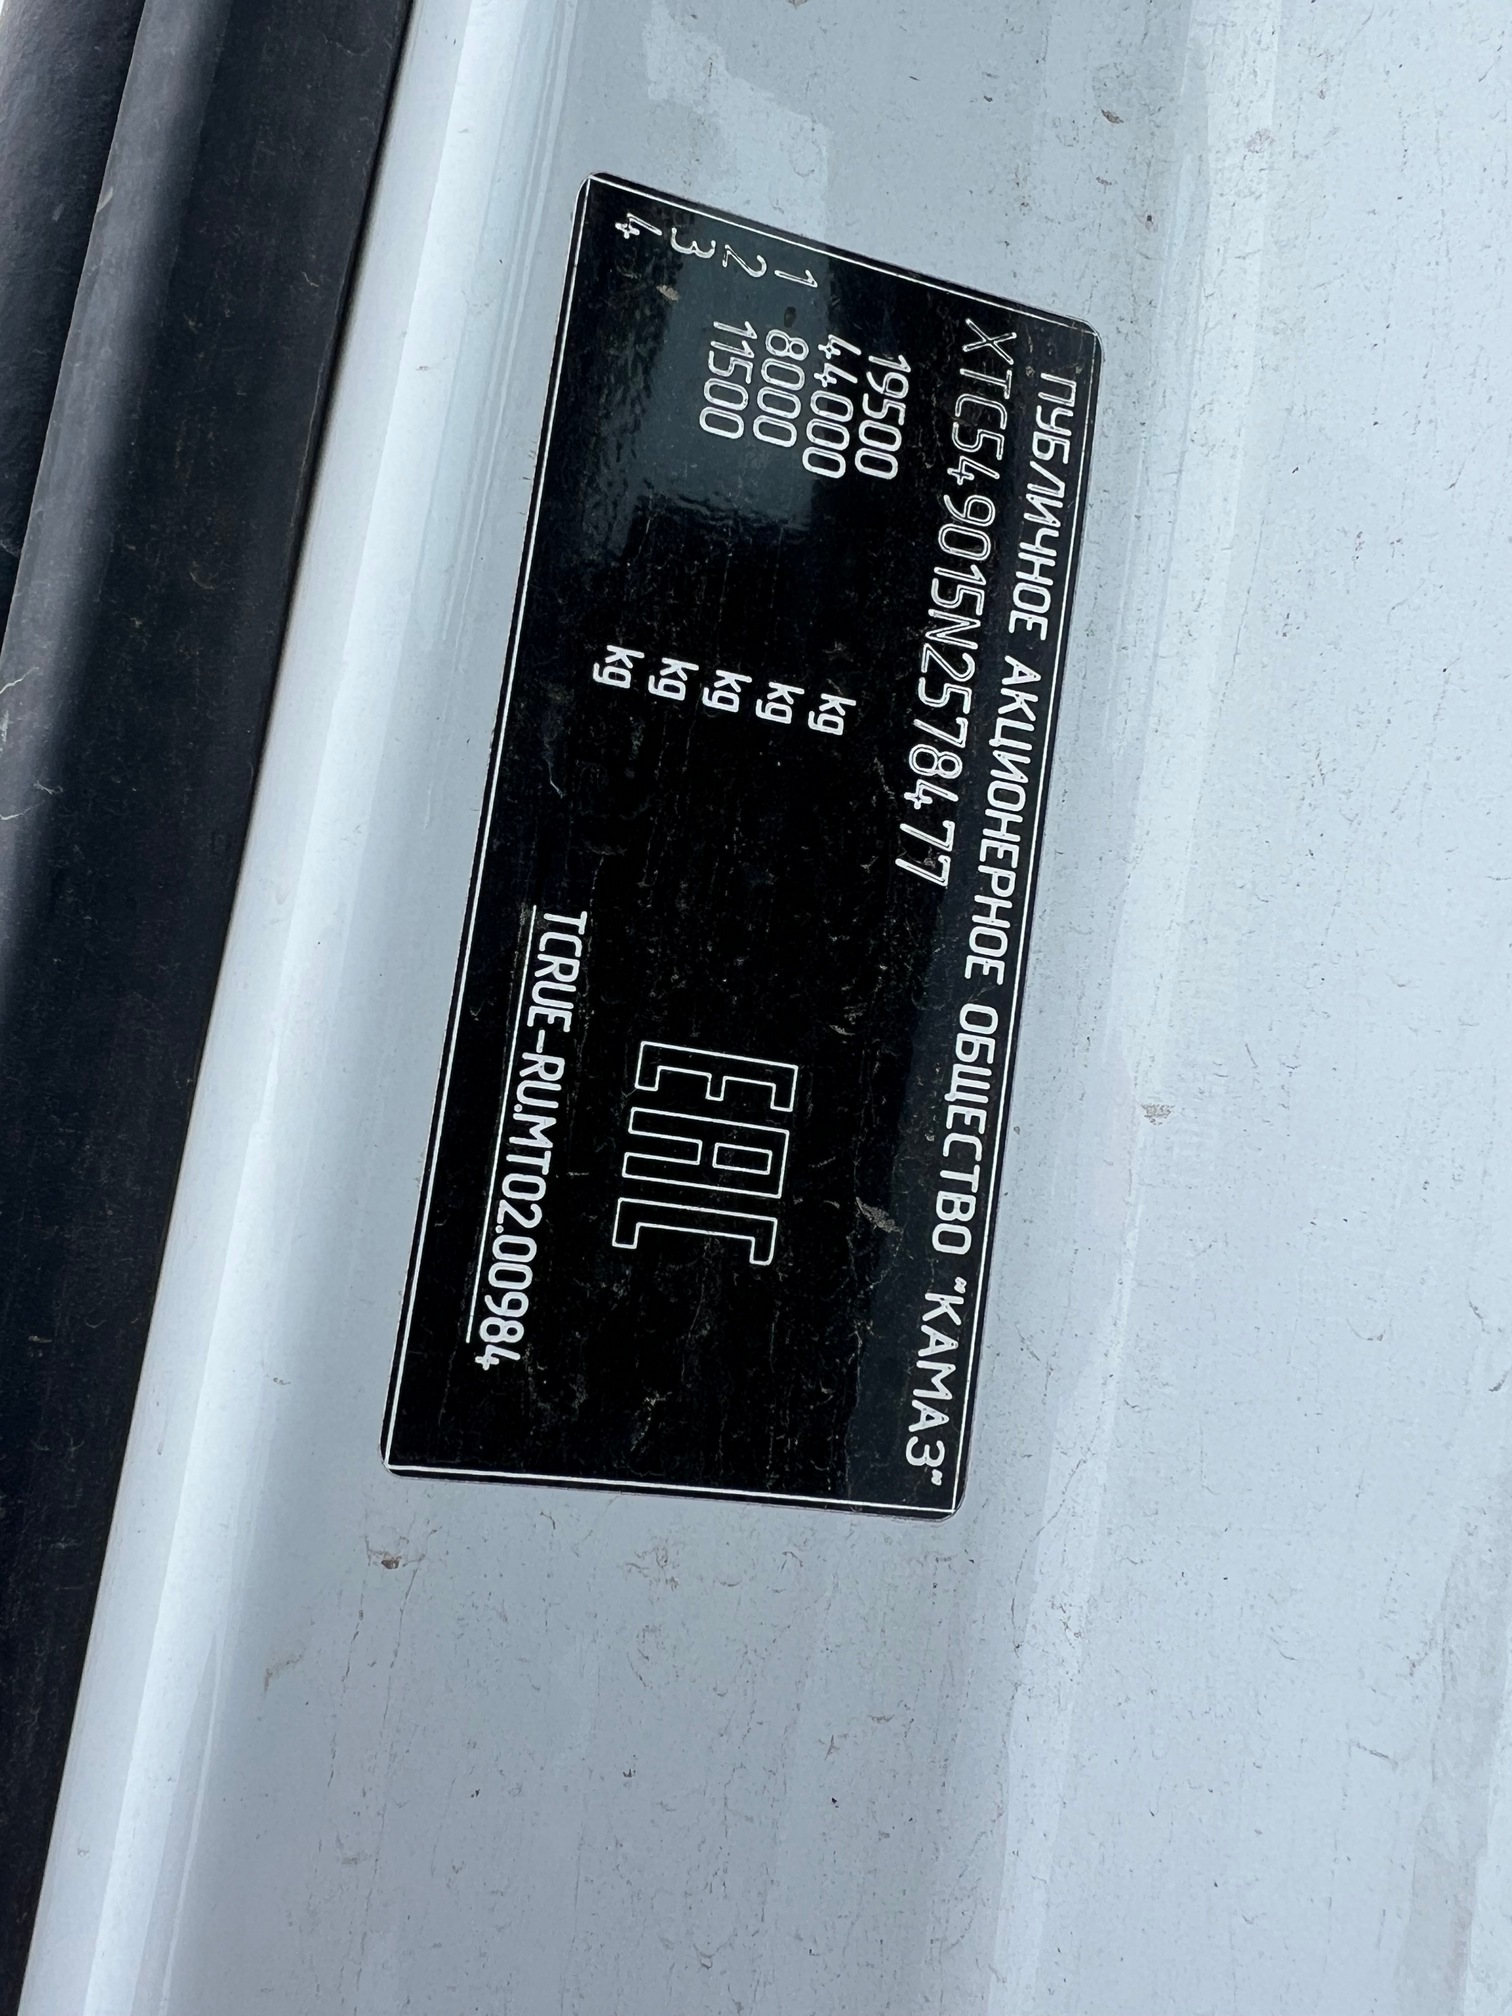 ПУБЛИЧНОЕ АКЦИОНЕРНОЕ ОБЩЕСТВО "КАМАЗ"
XTC549015N2578477
19500 kg
44000 kg
1 8000 kg
2 11500 kg
3 kg
4
EAC
TCRUE-RU.MT02.00984